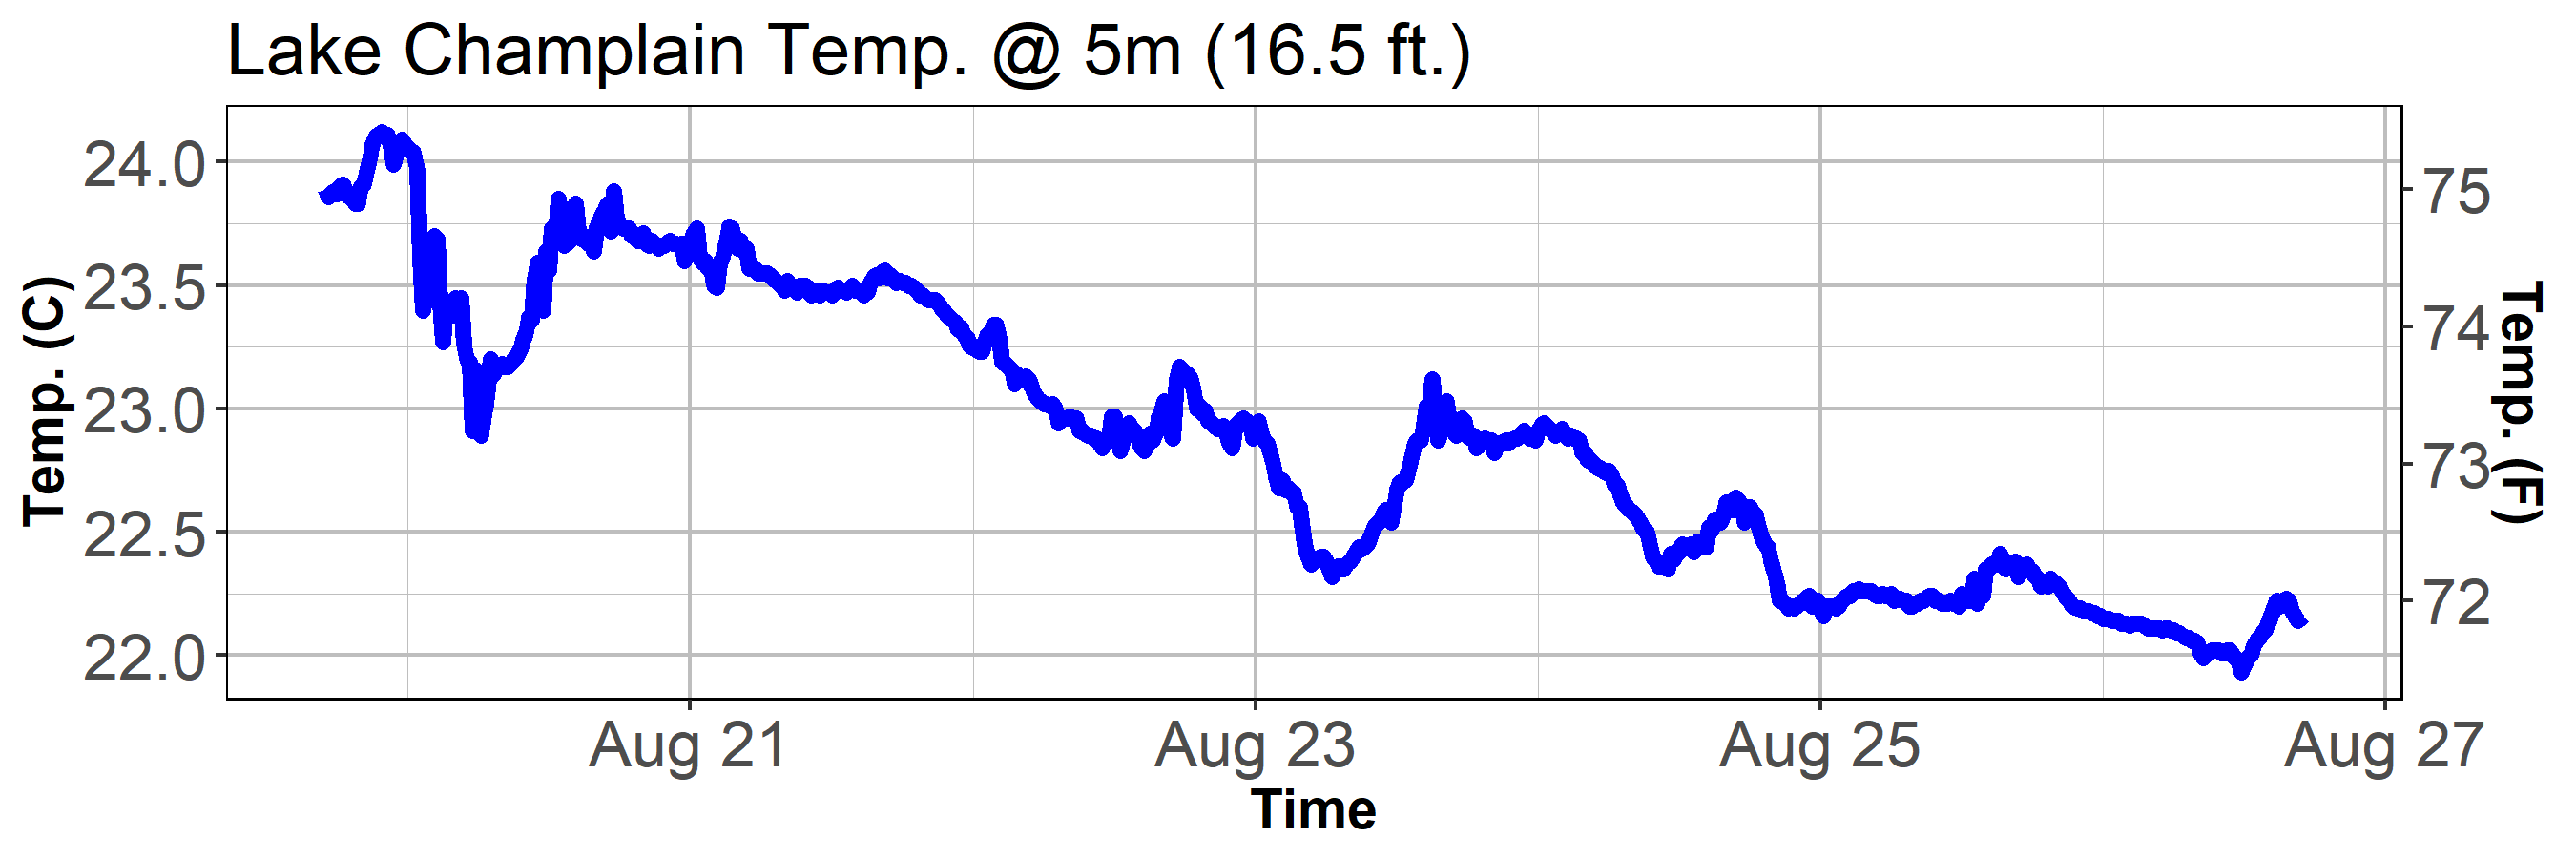 Lake Champlain Temp. @ 5m (16.5 ft.)
Temp. (C)
24.0
23.5
23.0
22.5
22.0
75
74
73
72
Temp. (F)
Aug 21 Aug 23 Aug 25 Aug 27
Time